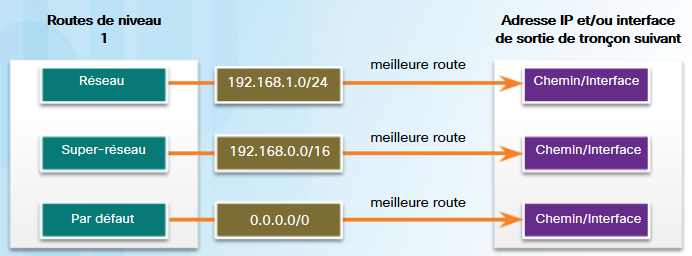 Routes de niveau
1
Adresse IP et/ou interface
de sortie de tronçon suivant
Réseau
192.168.1.0/24
meilleure route
Chemin/Interface
Super-réseau
192.168.0.0/16
meilleure route
Chemin/Interface
Par défaut
0.0.0.0/0
meilleure route
Chemin/Interface